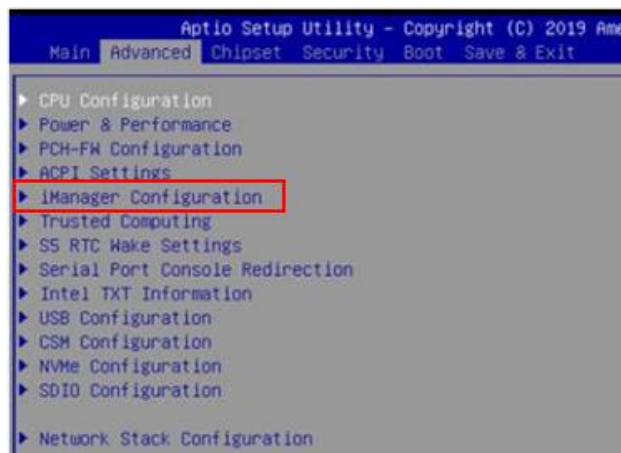 Aptio Setup Utility – Copyright (C) 2019 Ame
Main Advanced Chipset Security Boot Save & Exit
▶ CPU Configuration
▶ Power & Performance
▶ PCH-FW Configuration
▶ ACPI Settings
▶ iManager Configuration
▶ Trusted Computing
▶ S5 RTC Wake Settings
▶ Serial Port Console Redirection
▶ Intel TXT Information
▶ USB Configuration
▶ CSM Configuration
▶ NVMe Configuration
▶ SDIO Configuration
▶ Network Stack Configuration